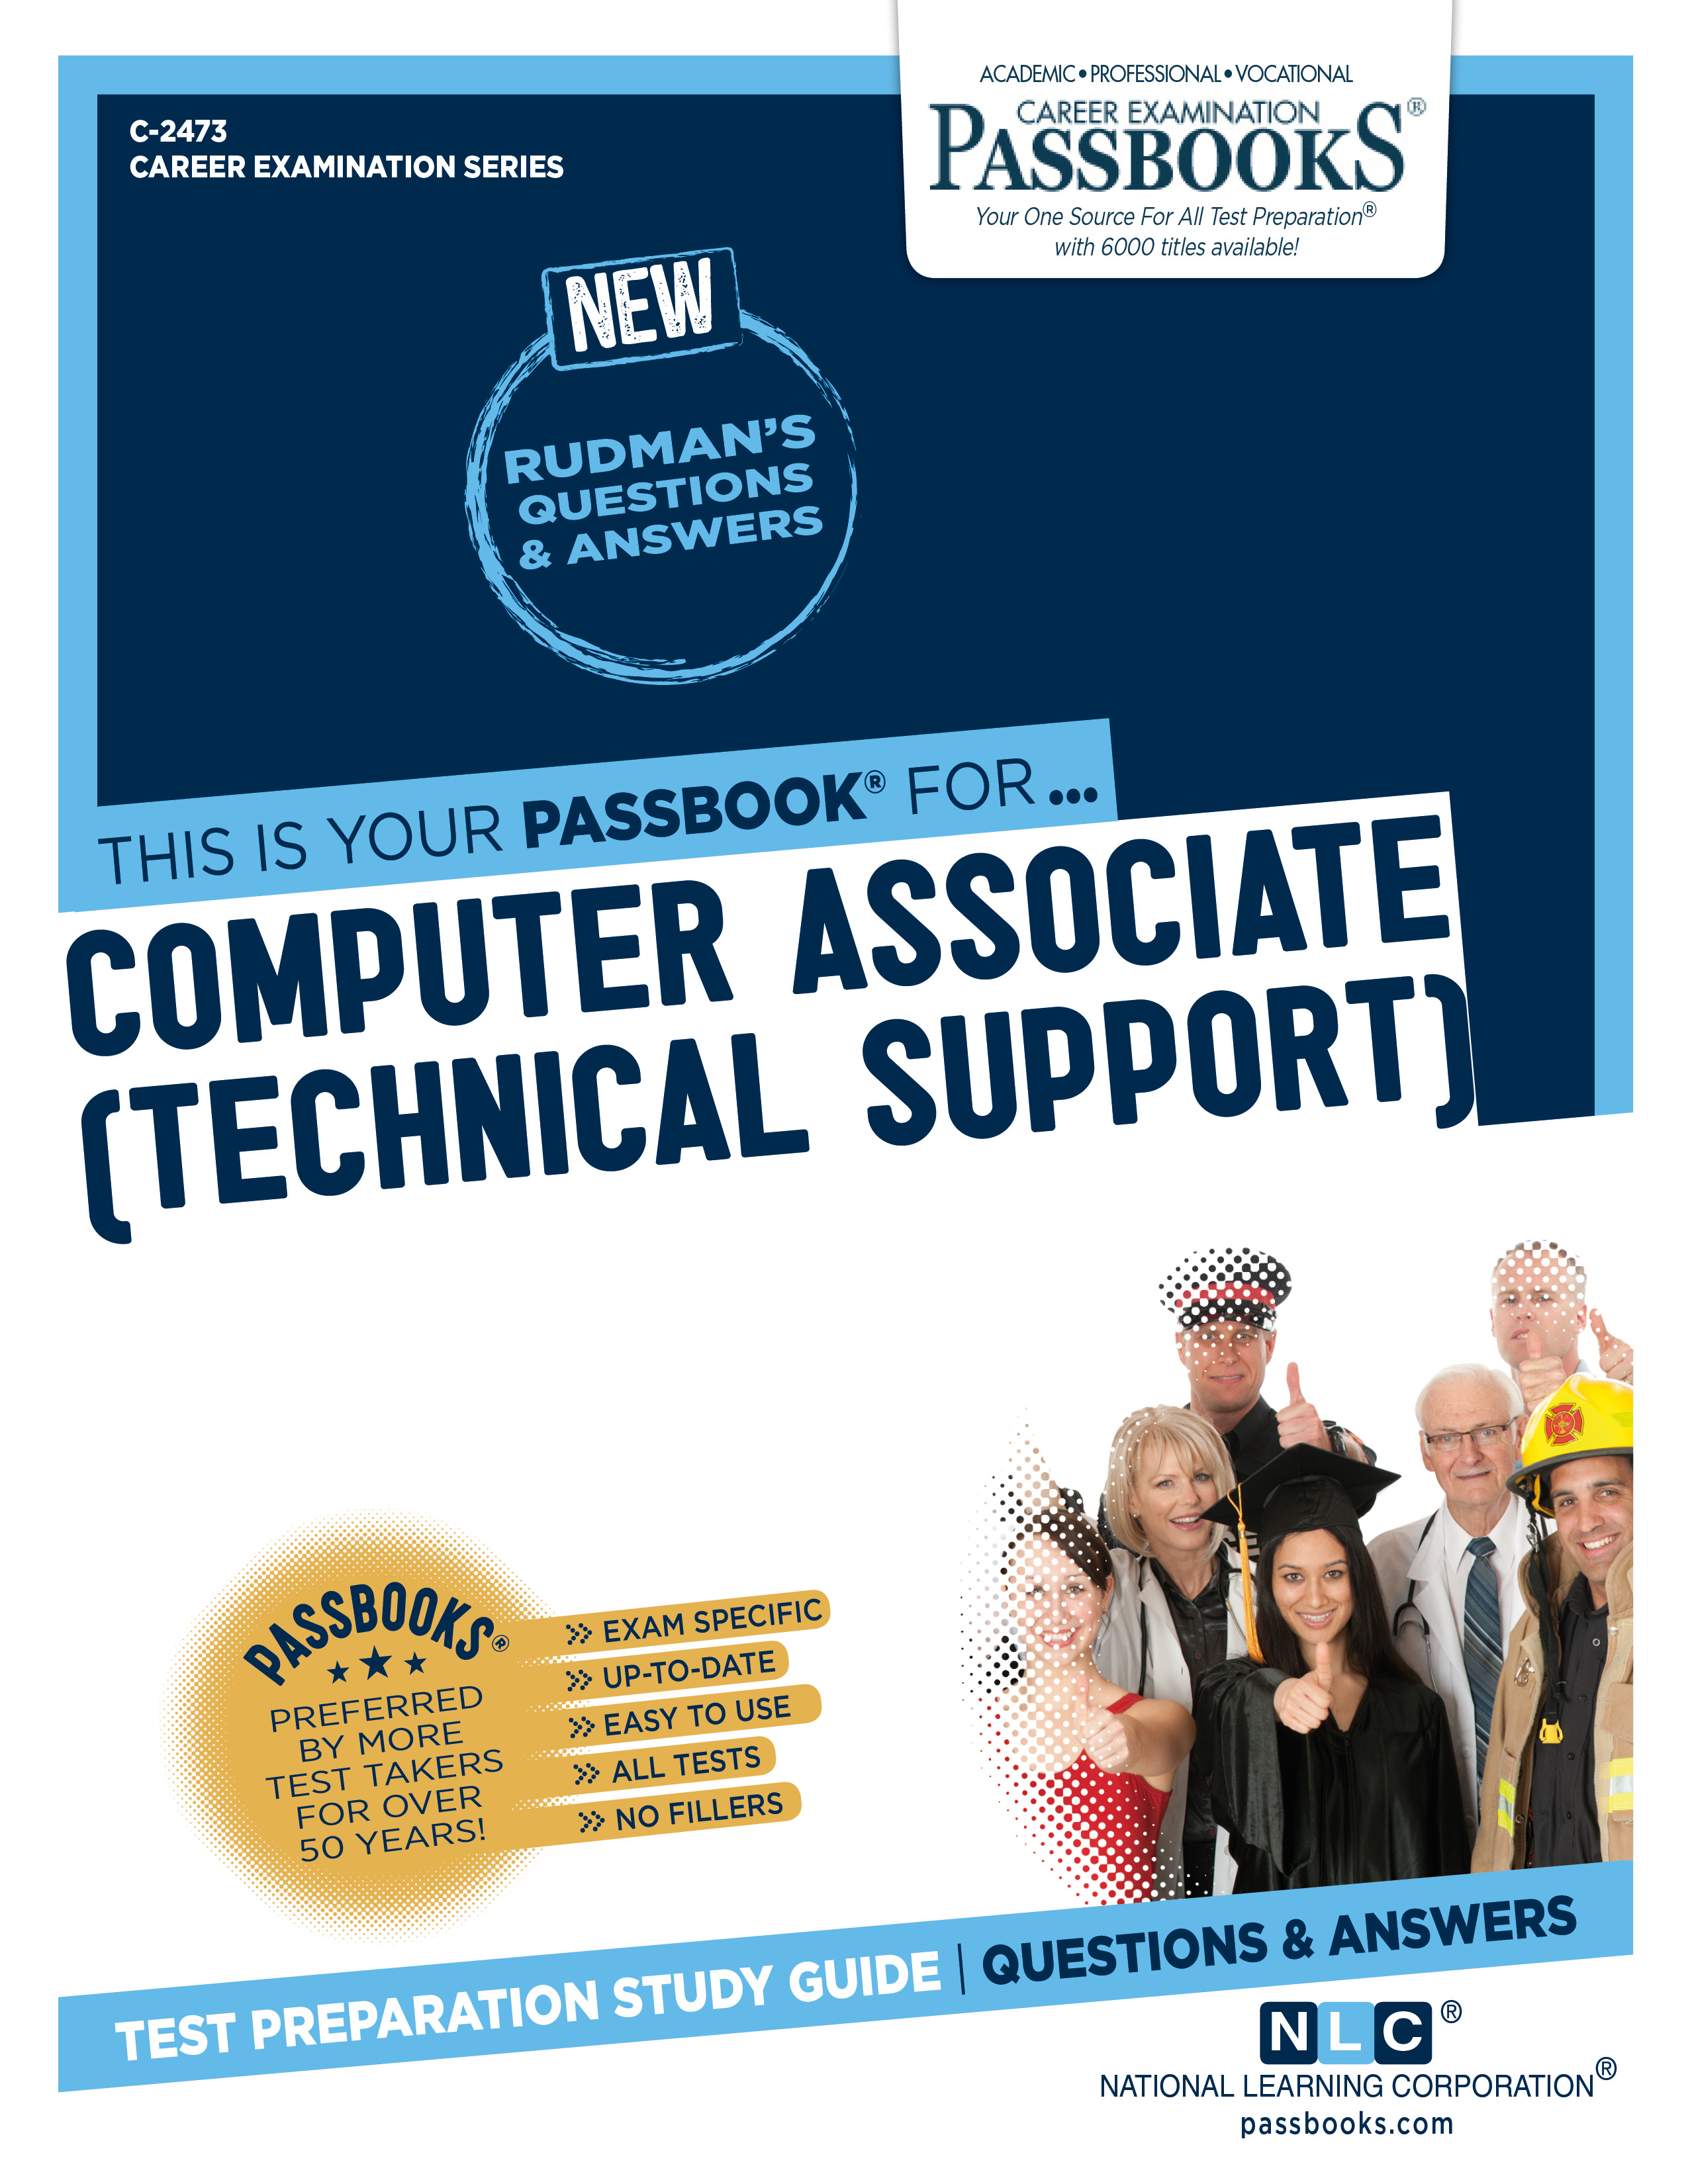 C-2473
CAREER EXAMINATION SERIES
ACADEMIC • PROFESSIONAL • VOCATIONAL
CAREER EXAMINATION
PASSBOOKS®
Your One Source For All Test Preparation®
with 6000 titles available!
NEW
RUDMAN'S
QUESTIONS
& ANSWERS
THIS IS YOUR PASSBOOK® FOR...
COMPUTER ASSOCIATE
(TECHNICAL SUPPORT)
PASSBOOKS®
PREFERRED
BY MORE
TEST TAKERS
FOR OVER
50 YEARS!
EXAM SPECIFIC
UP-TO-DATE
EASY TO USE
ALL TESTS
NO FILLERS
TEST PREPARATION STUDY GUIDE | QUESTIONS & ANSWERS
NLC®
NATIONAL LEARNING CORPORATION®
passbooks.com